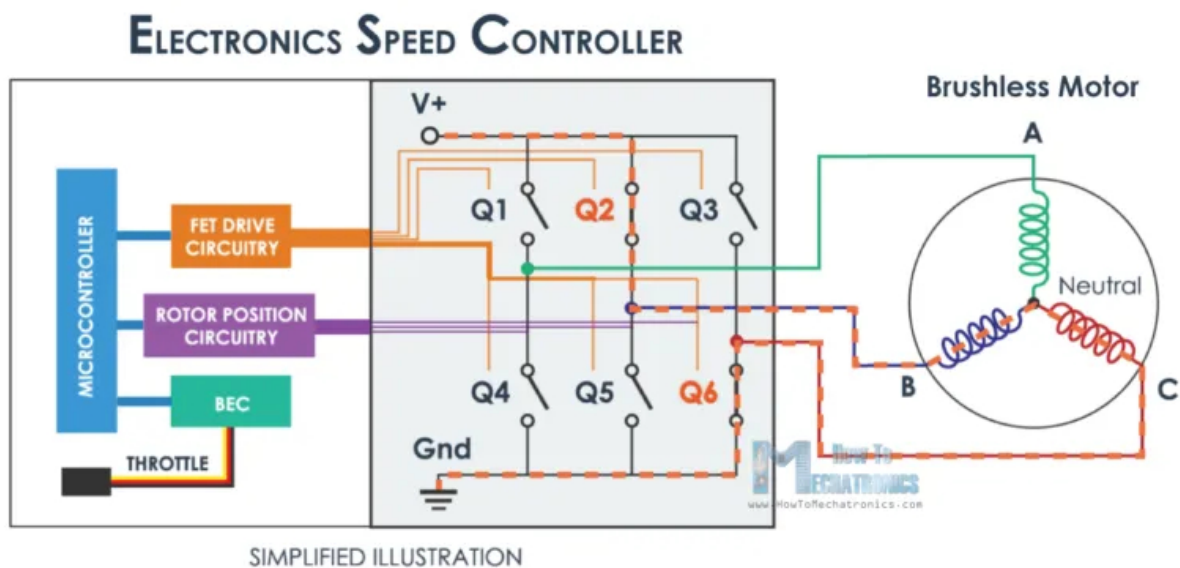 ELECTRONICS SPEED CONTROLLER
V+
Brushless Motor
A
MICROCONTROLLER
FET DRIVE
CIRCUITRY
Q1
Q2
Q3
Neutral
ROTOR POSITION
CIRCUITRY
BEC
Q4
Q5
Q6
B
C
Gnd
THROTTLE
How To
MECHATRONICS
www.HowToMechatronics.com
SIMPLIFIED ILLUSTRATION